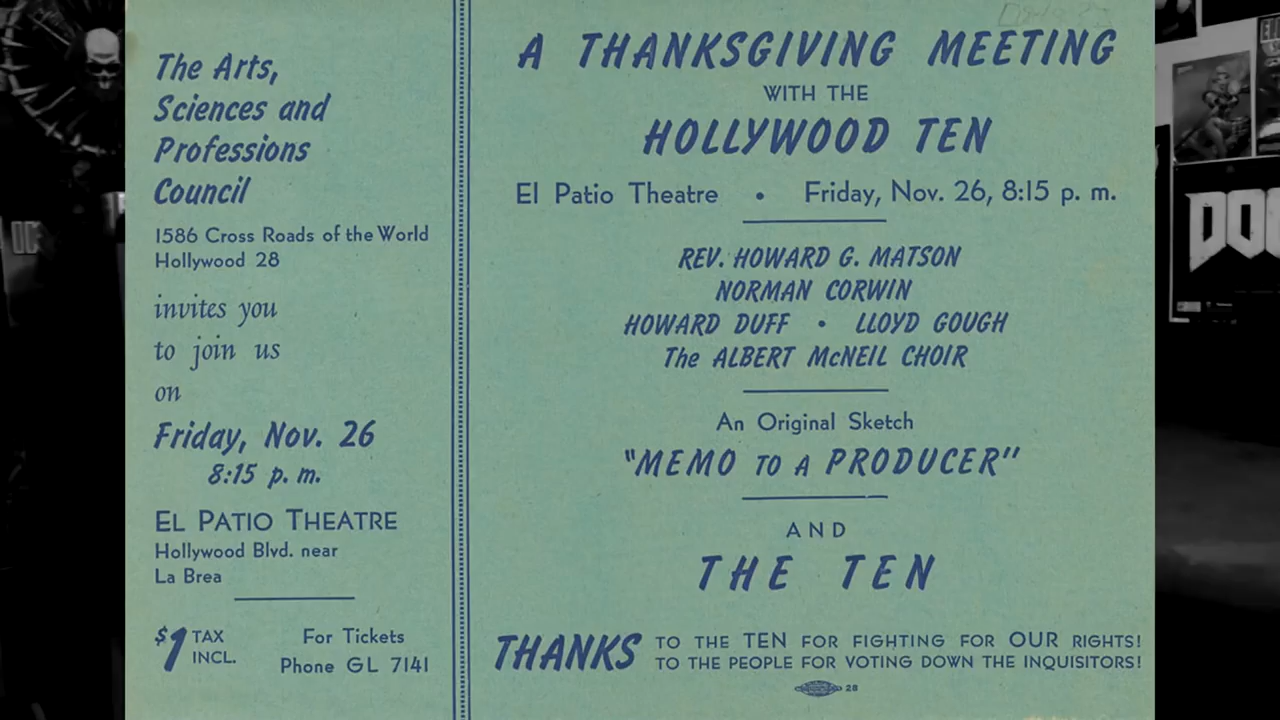 The Arts,
Sciences and
Professions
Council
1586 Cross Roads of the World
Hollywood 28
invites you
to join us
on
Friday, Nov. 26
8:15 p. m.
EL PATIO THEATRE
Hollywood Blvd. near
La Brea
$1 TAX
INCL.
For Tickets
Phone GL 7141
A THANKSGIVING MEETING
WITH THE
HOLLYWOOD TEN
El Patio Theatre • Friday, Nov. 26, 8:15 p. m.
REV. HOWARD G. MATSON
NORMAN CORWIN
HOWARD DUFF • LLOYD GOUGH
The ALBERT McNEIL CHOIR
An Original Sketch
"MEMO TO A PRODUCER"
AND
THE TEN
THANKS TO THE TEN FOR FIGHTING FOR OUR RIGHTS!
TO THE PEOPLE FOR VOTING DOWN THE INQUISITORS!
28